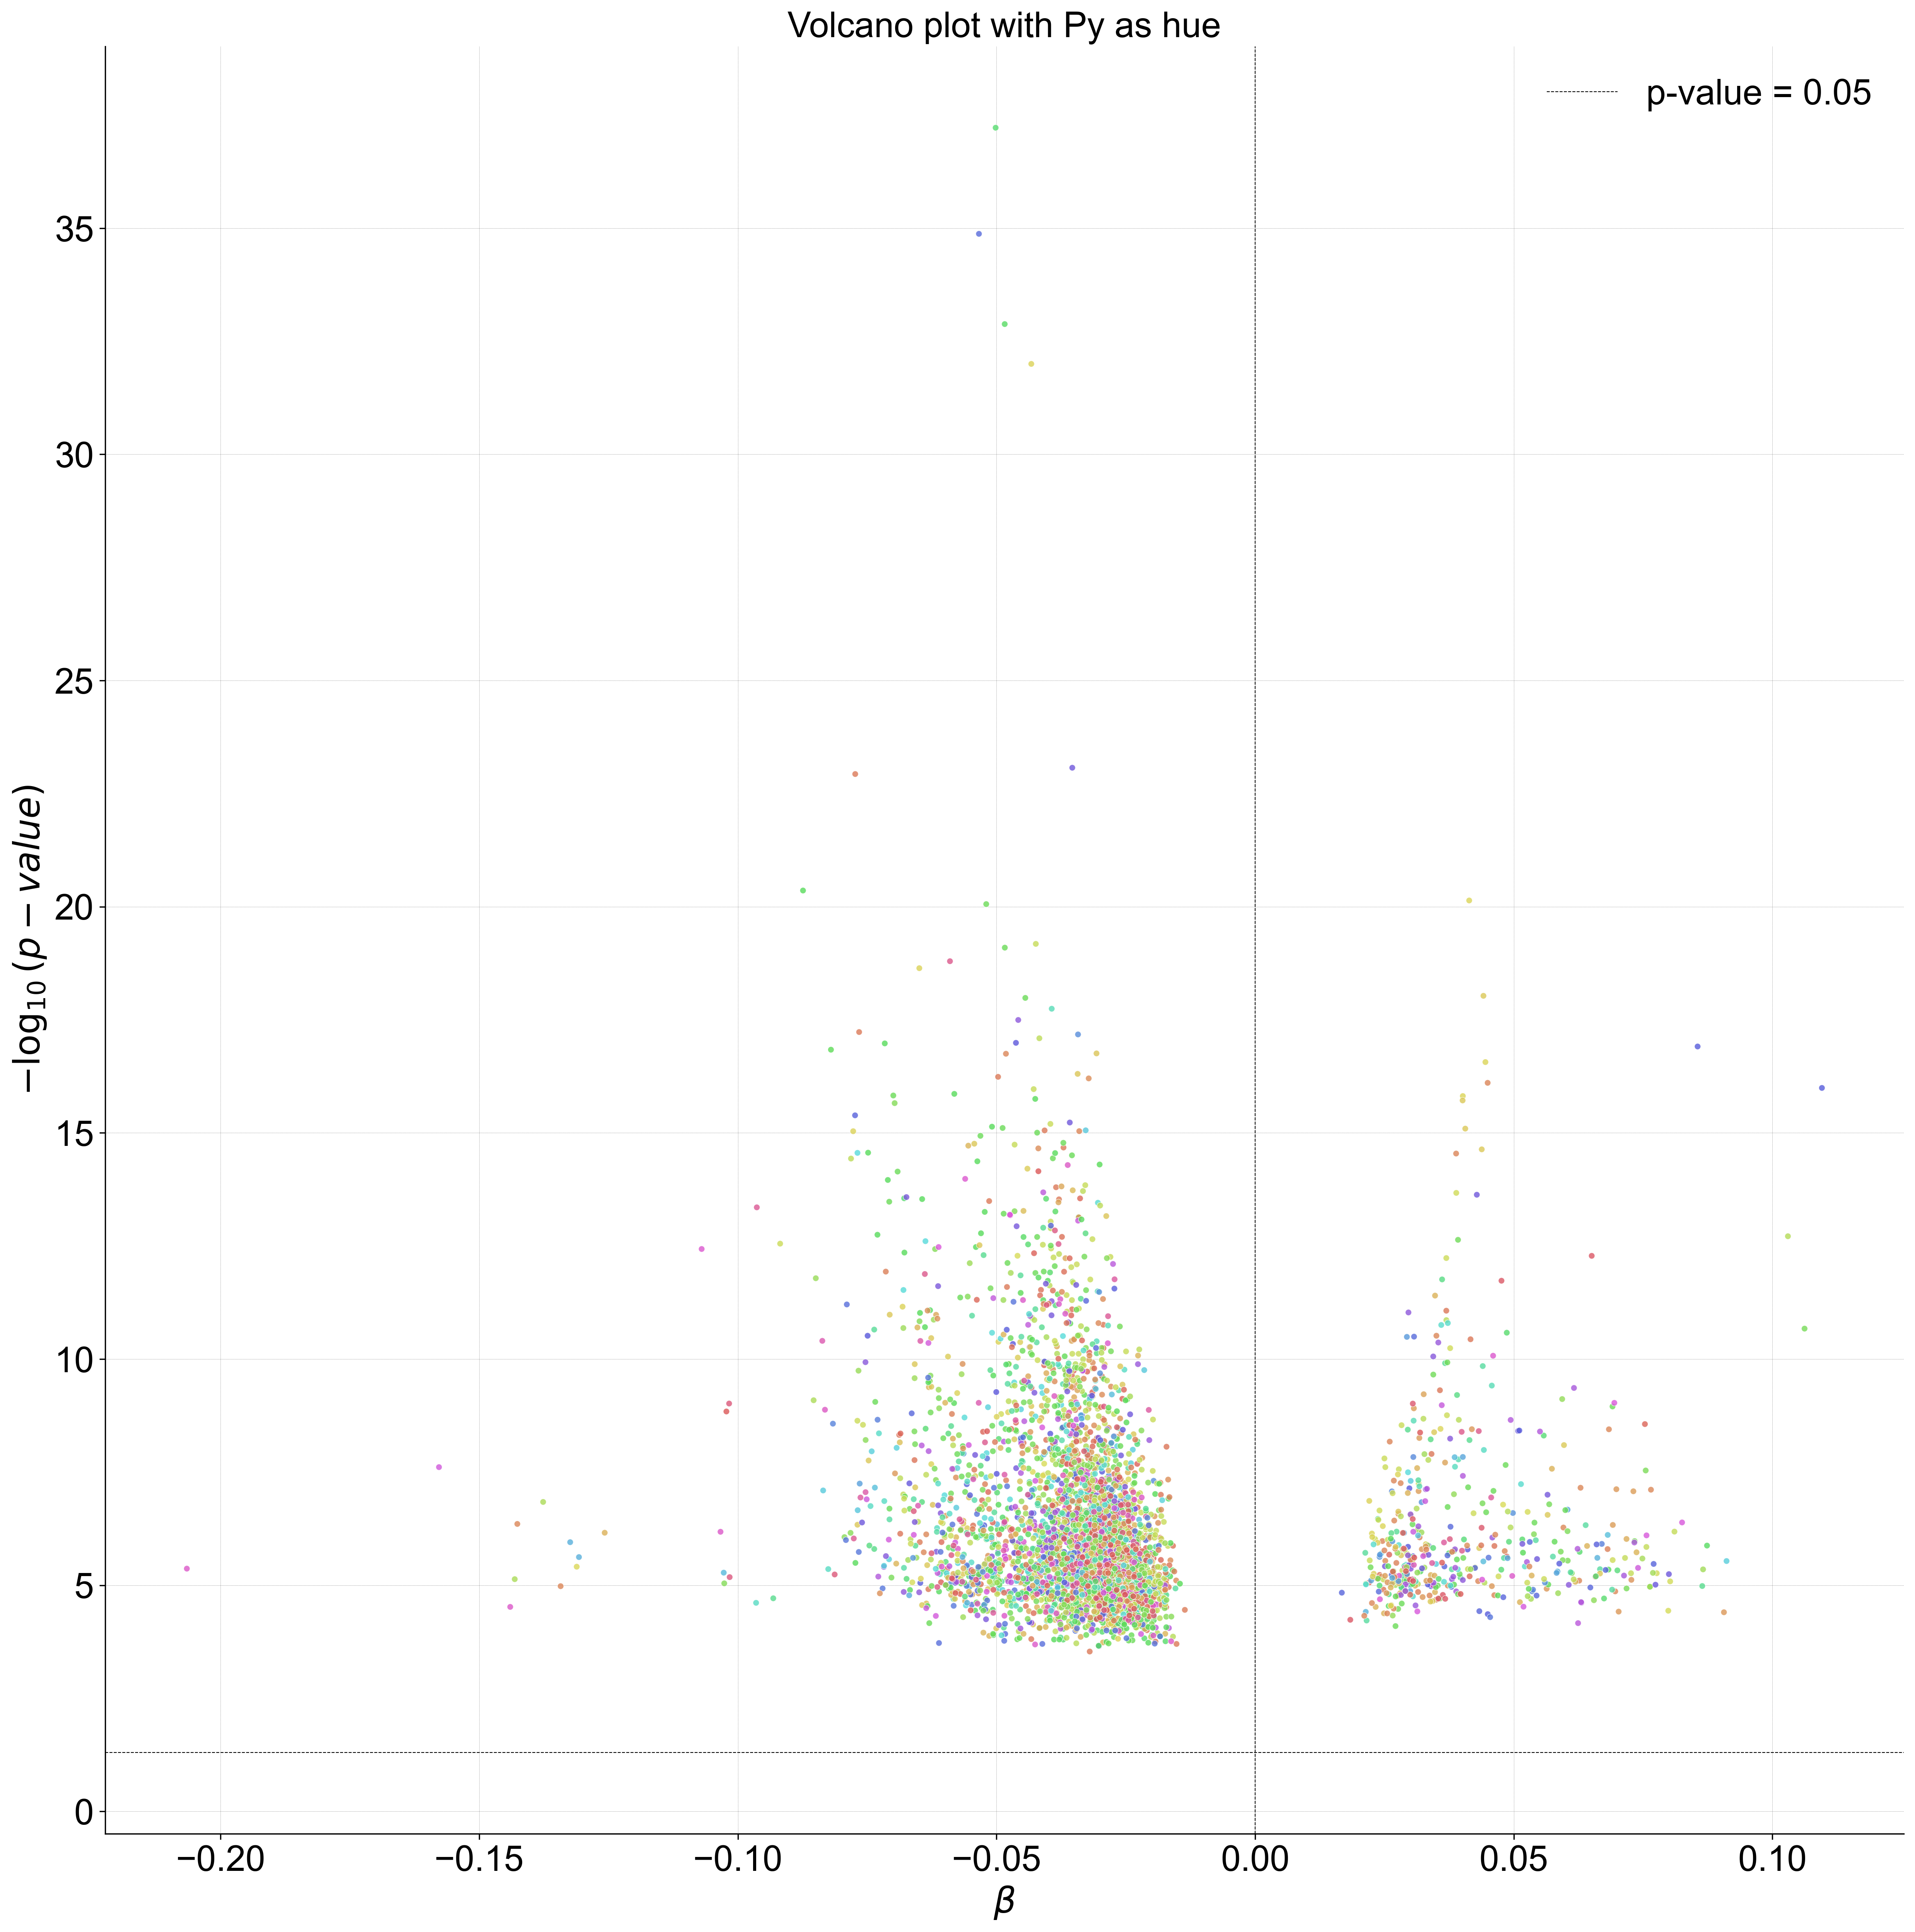 Volcano plot with Py as hue
p-value = 0.05
35
30
25
20
15
10
5
0
−log₁₀ (p − value)
−0.20 −0.15 −0.10 −0.05 0.00 0.05 0.10
β